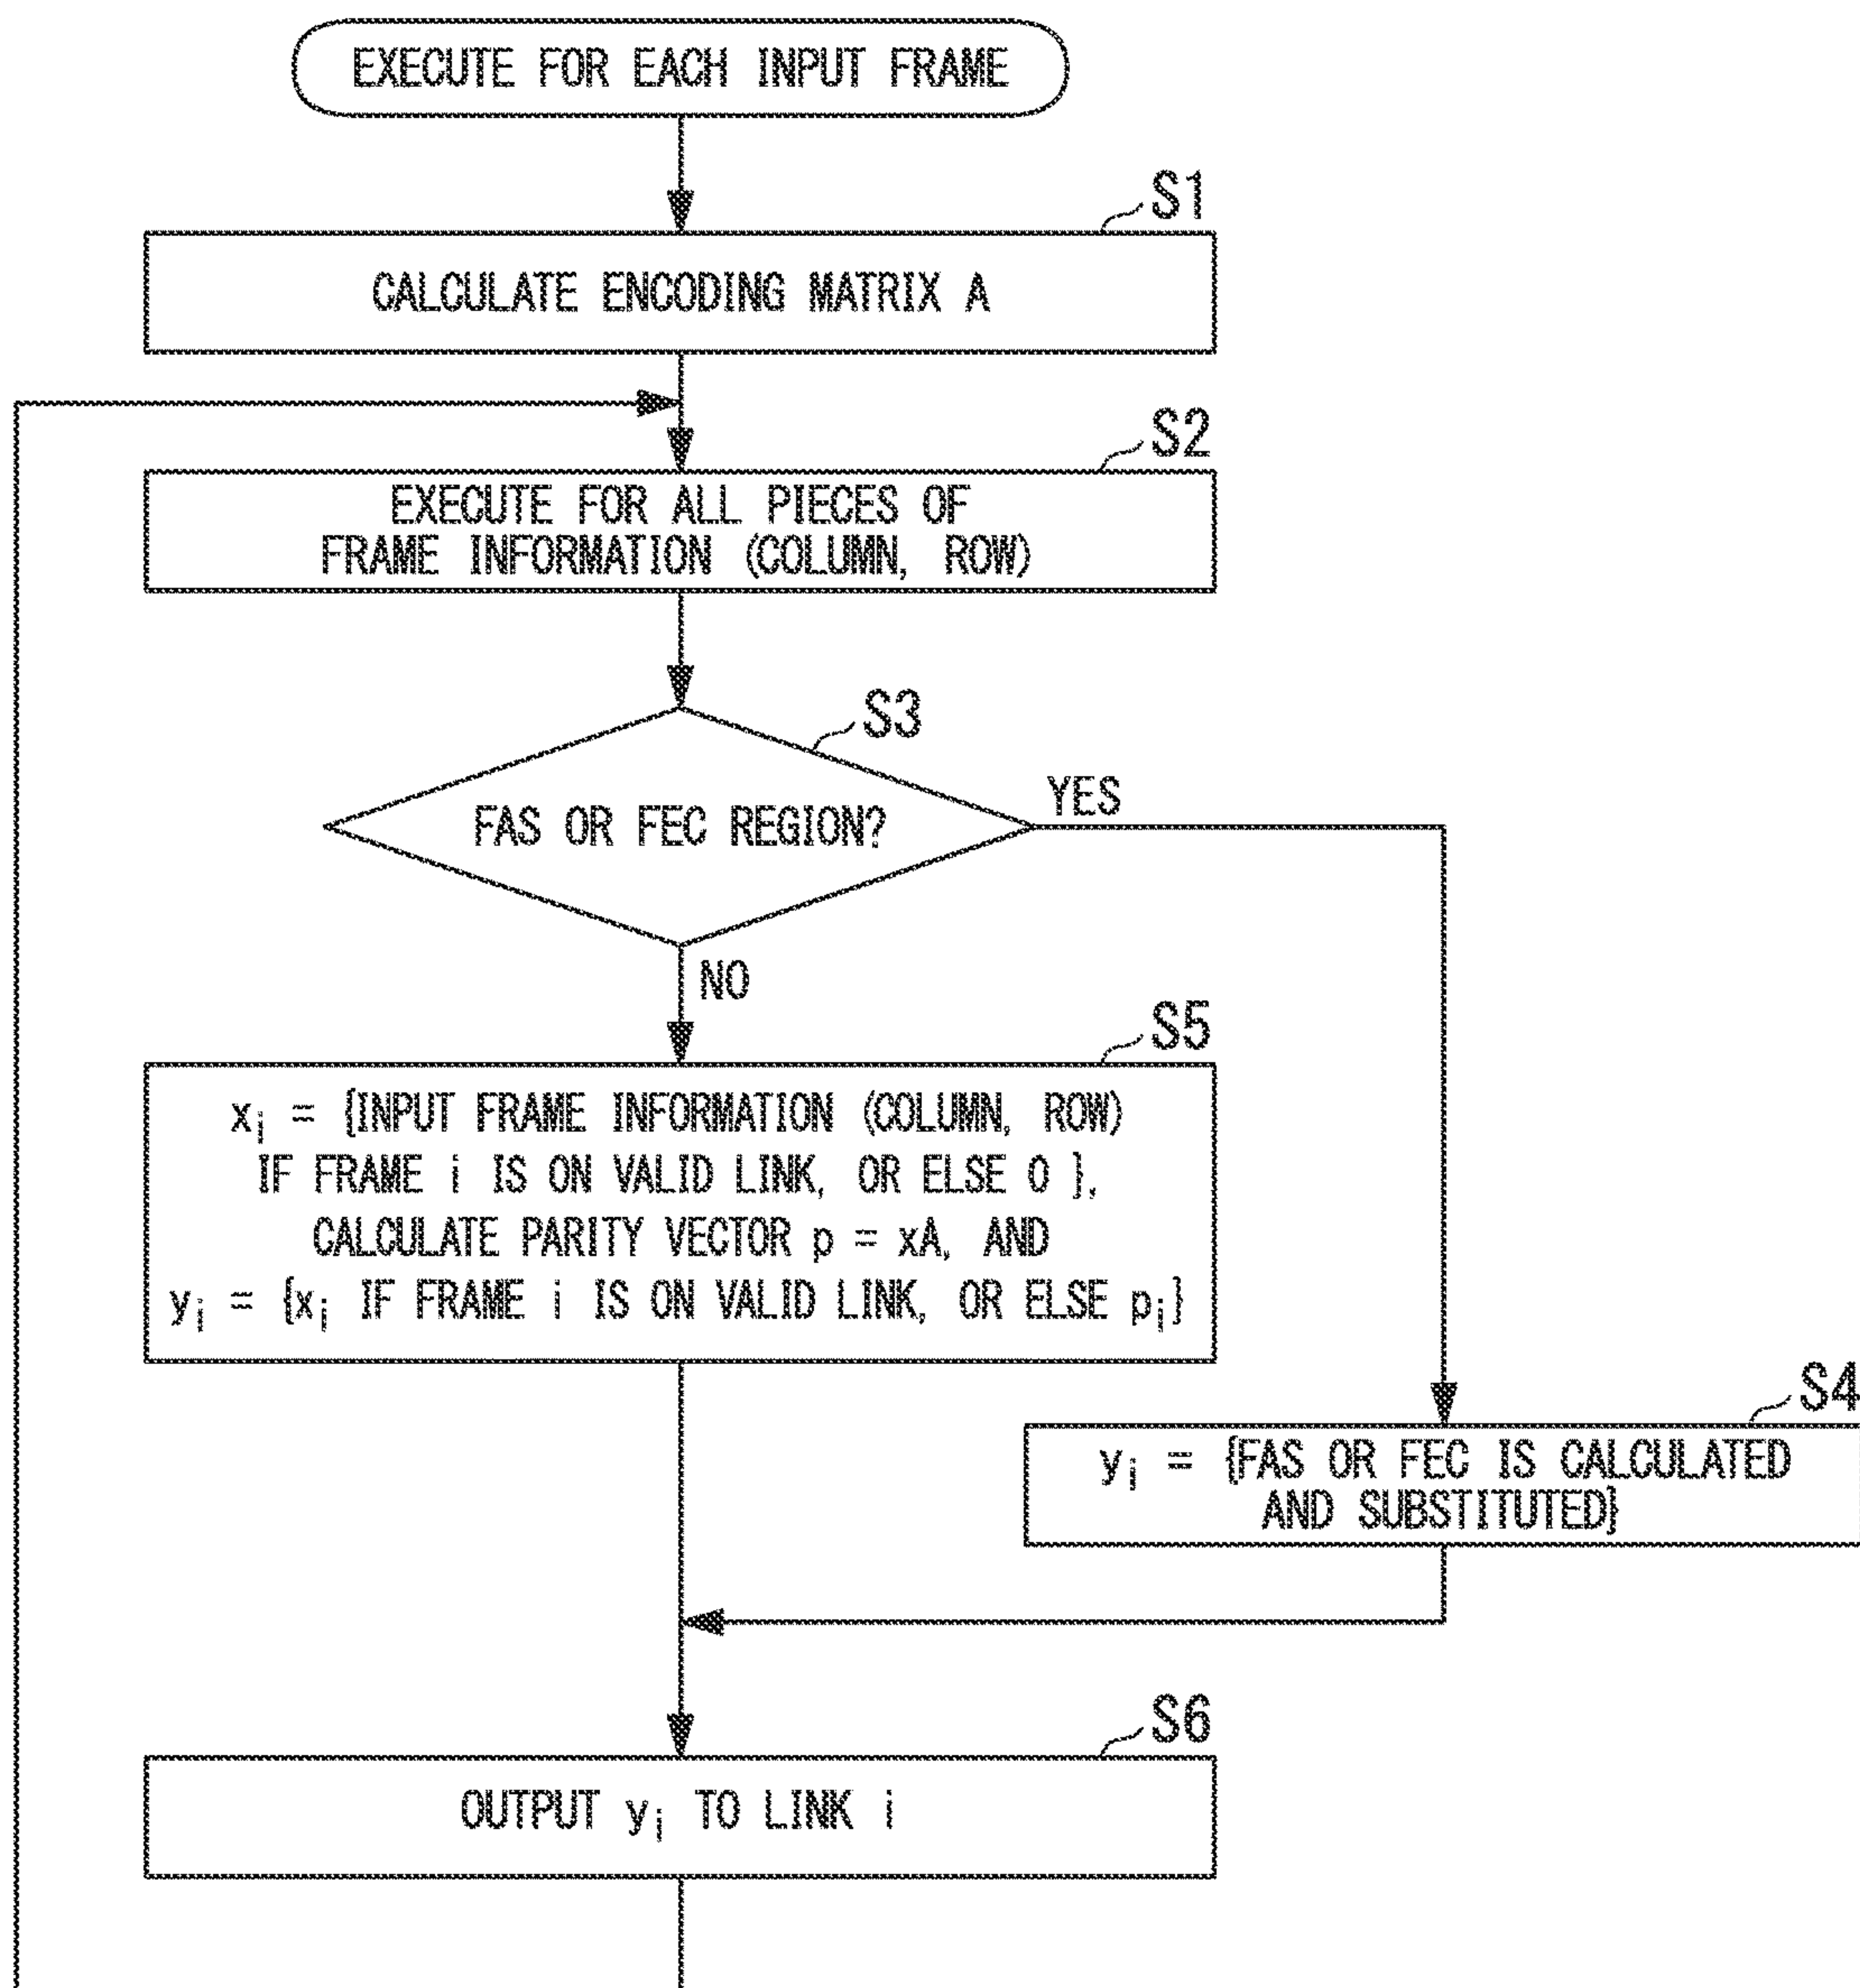 EXECUTE FOR EACH INPUT FRAME
S1
CALCULATE ENCODING MATRIX A
S2
EXECUTE FOR ALL PIECES OF
FRAME INFORMATION (COLUMN, ROW)
S3
FAS OR FEC REGION?
YES
NO
S5
xi = {INPUT FRAME INFORMATION (COLUMN, ROW)
IF FRAME i IS ON VALID LINK, OR ELSE 0 },
CALCULATE PARITY VECTOR p = xA, AND
yi = {xi IF FRAME i IS ON VALID LINK, OR ELSE pi}
S4
yi = {FAS OR FEC IS CALCULATED
AND SUBSTITUTED}
S6
OUTPUT yi TO LINK i